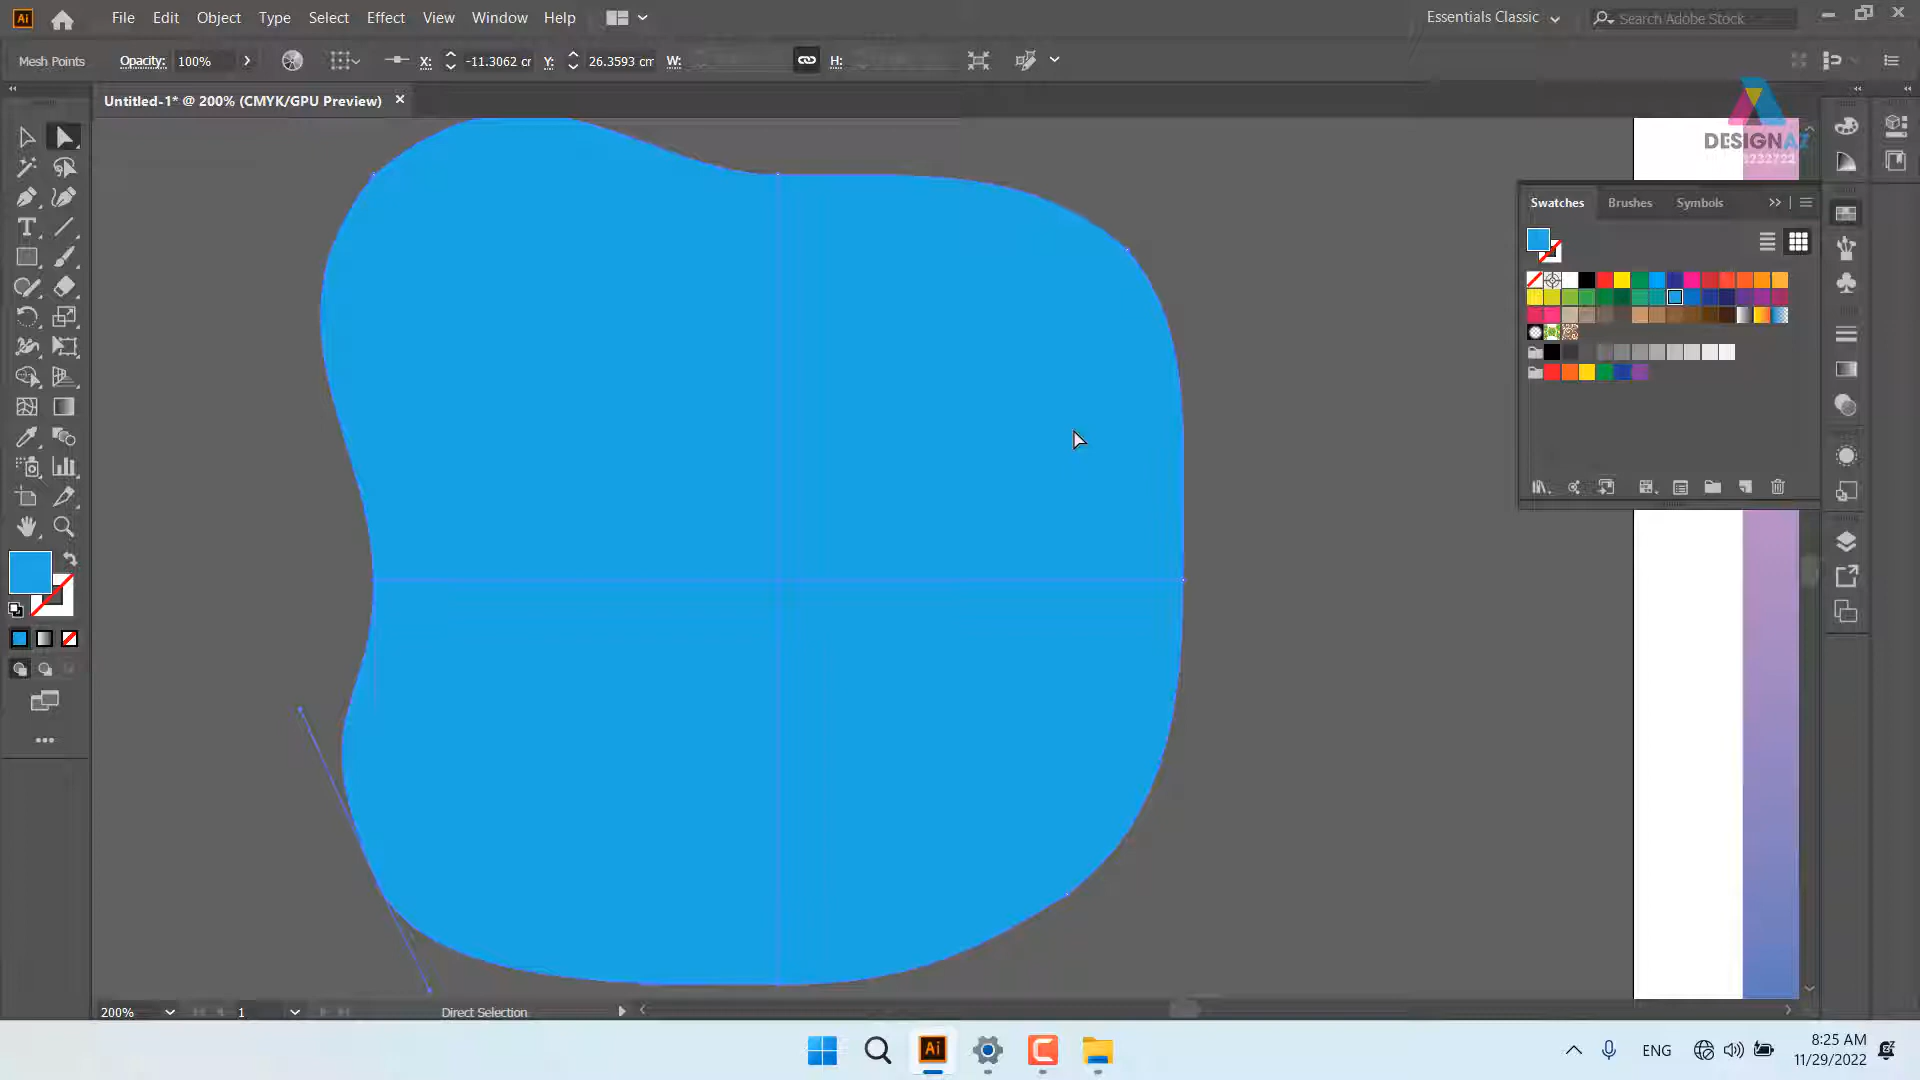 File Edit Object Type Select Effect View Window Help
Essentials Classic
Search Adobe Stock
Mesh Points
Opacity: 100%
X: -11.3062 cr
Y: 26.3593 cm
W:
H:
Untitled-1* @ 200% (CMYK/GPU Preview)
DESIGNAZ
Swatches Brushes Symbols
200%
1
Direct Selection
Ai
ENG
8:25 AM
11/29/2022